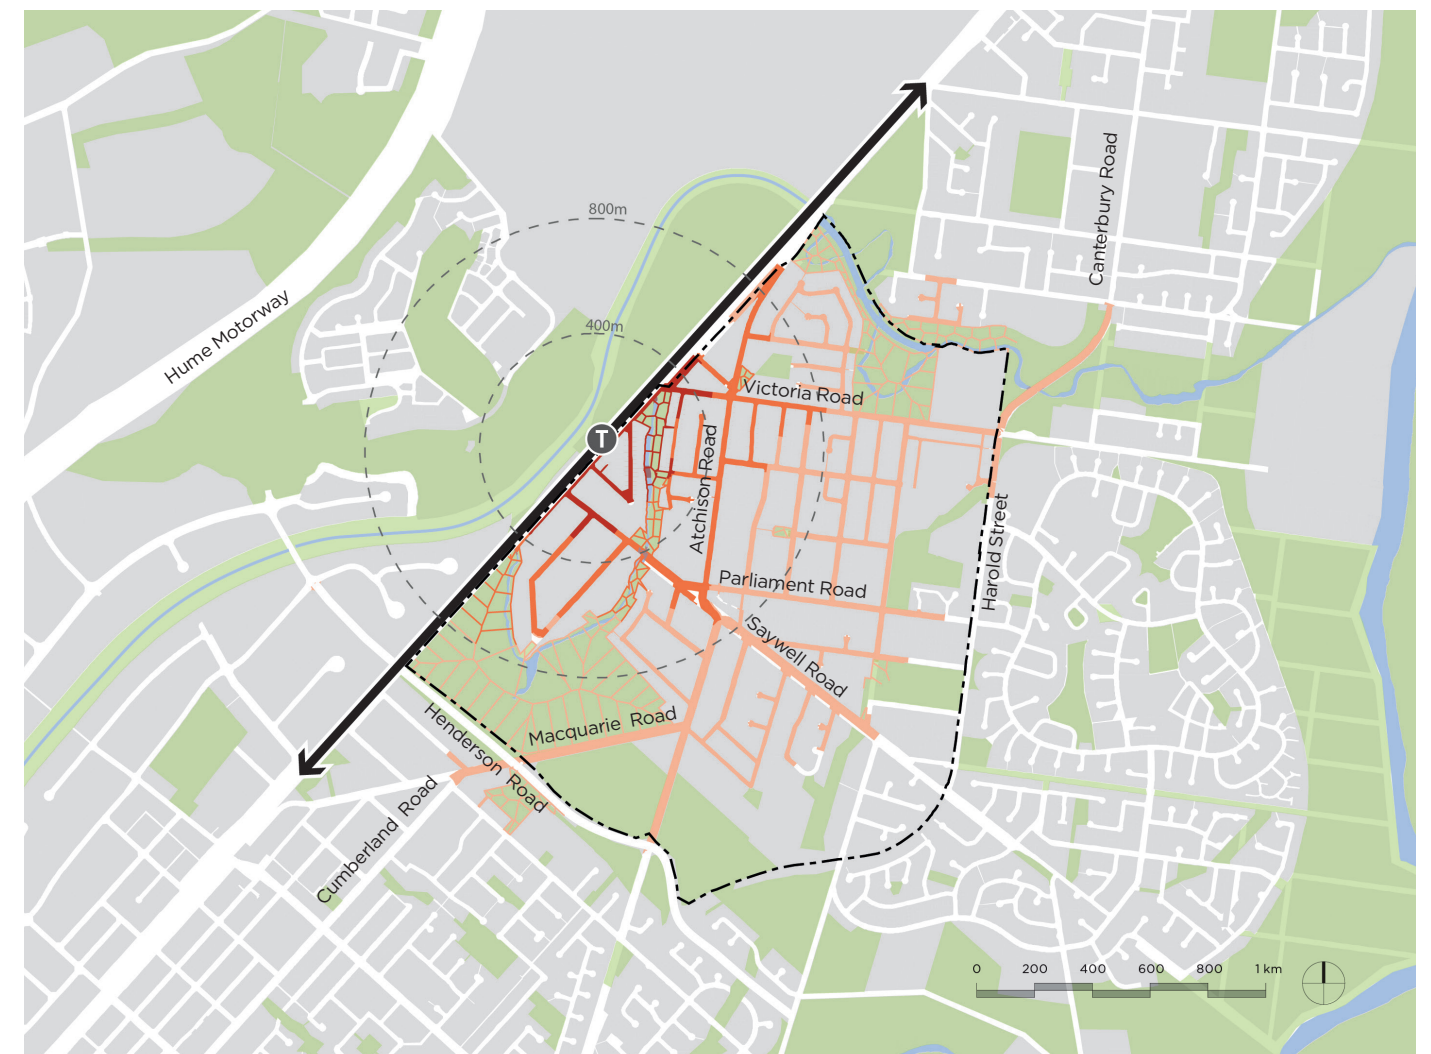 800m
Canterbury Road
Hume Motorway
400m
T
Victoria Road
Atchison Road
Harold Street
Parliament Road
Saywell Road
Macquarie Road
Henderson Road
Cumberland Road
0 200 400 600 800 1 km